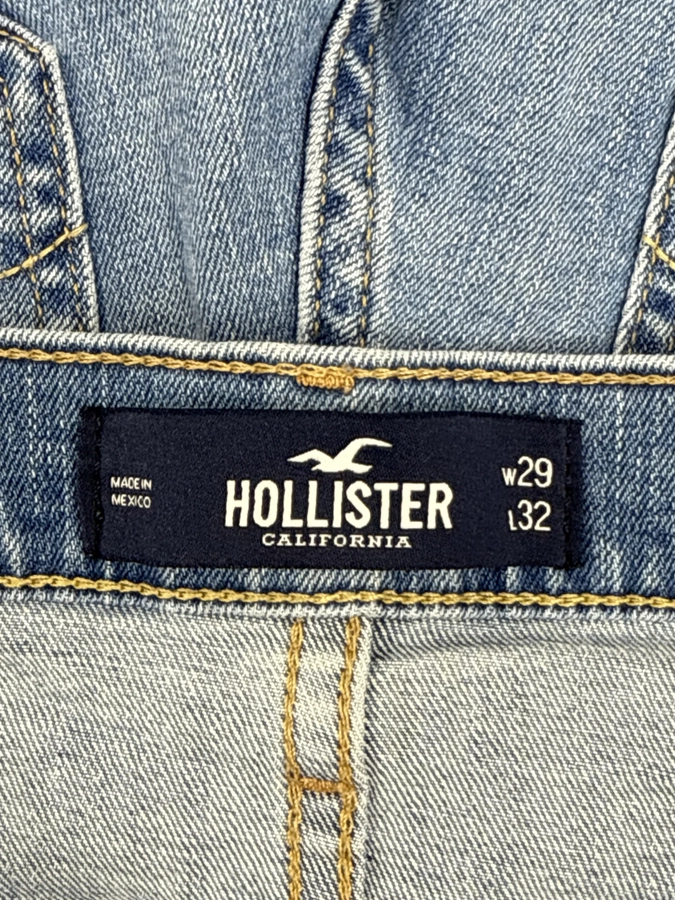 MADE IN
MEXICO
HOLLISTER
CALIFORNIA
W29
L32